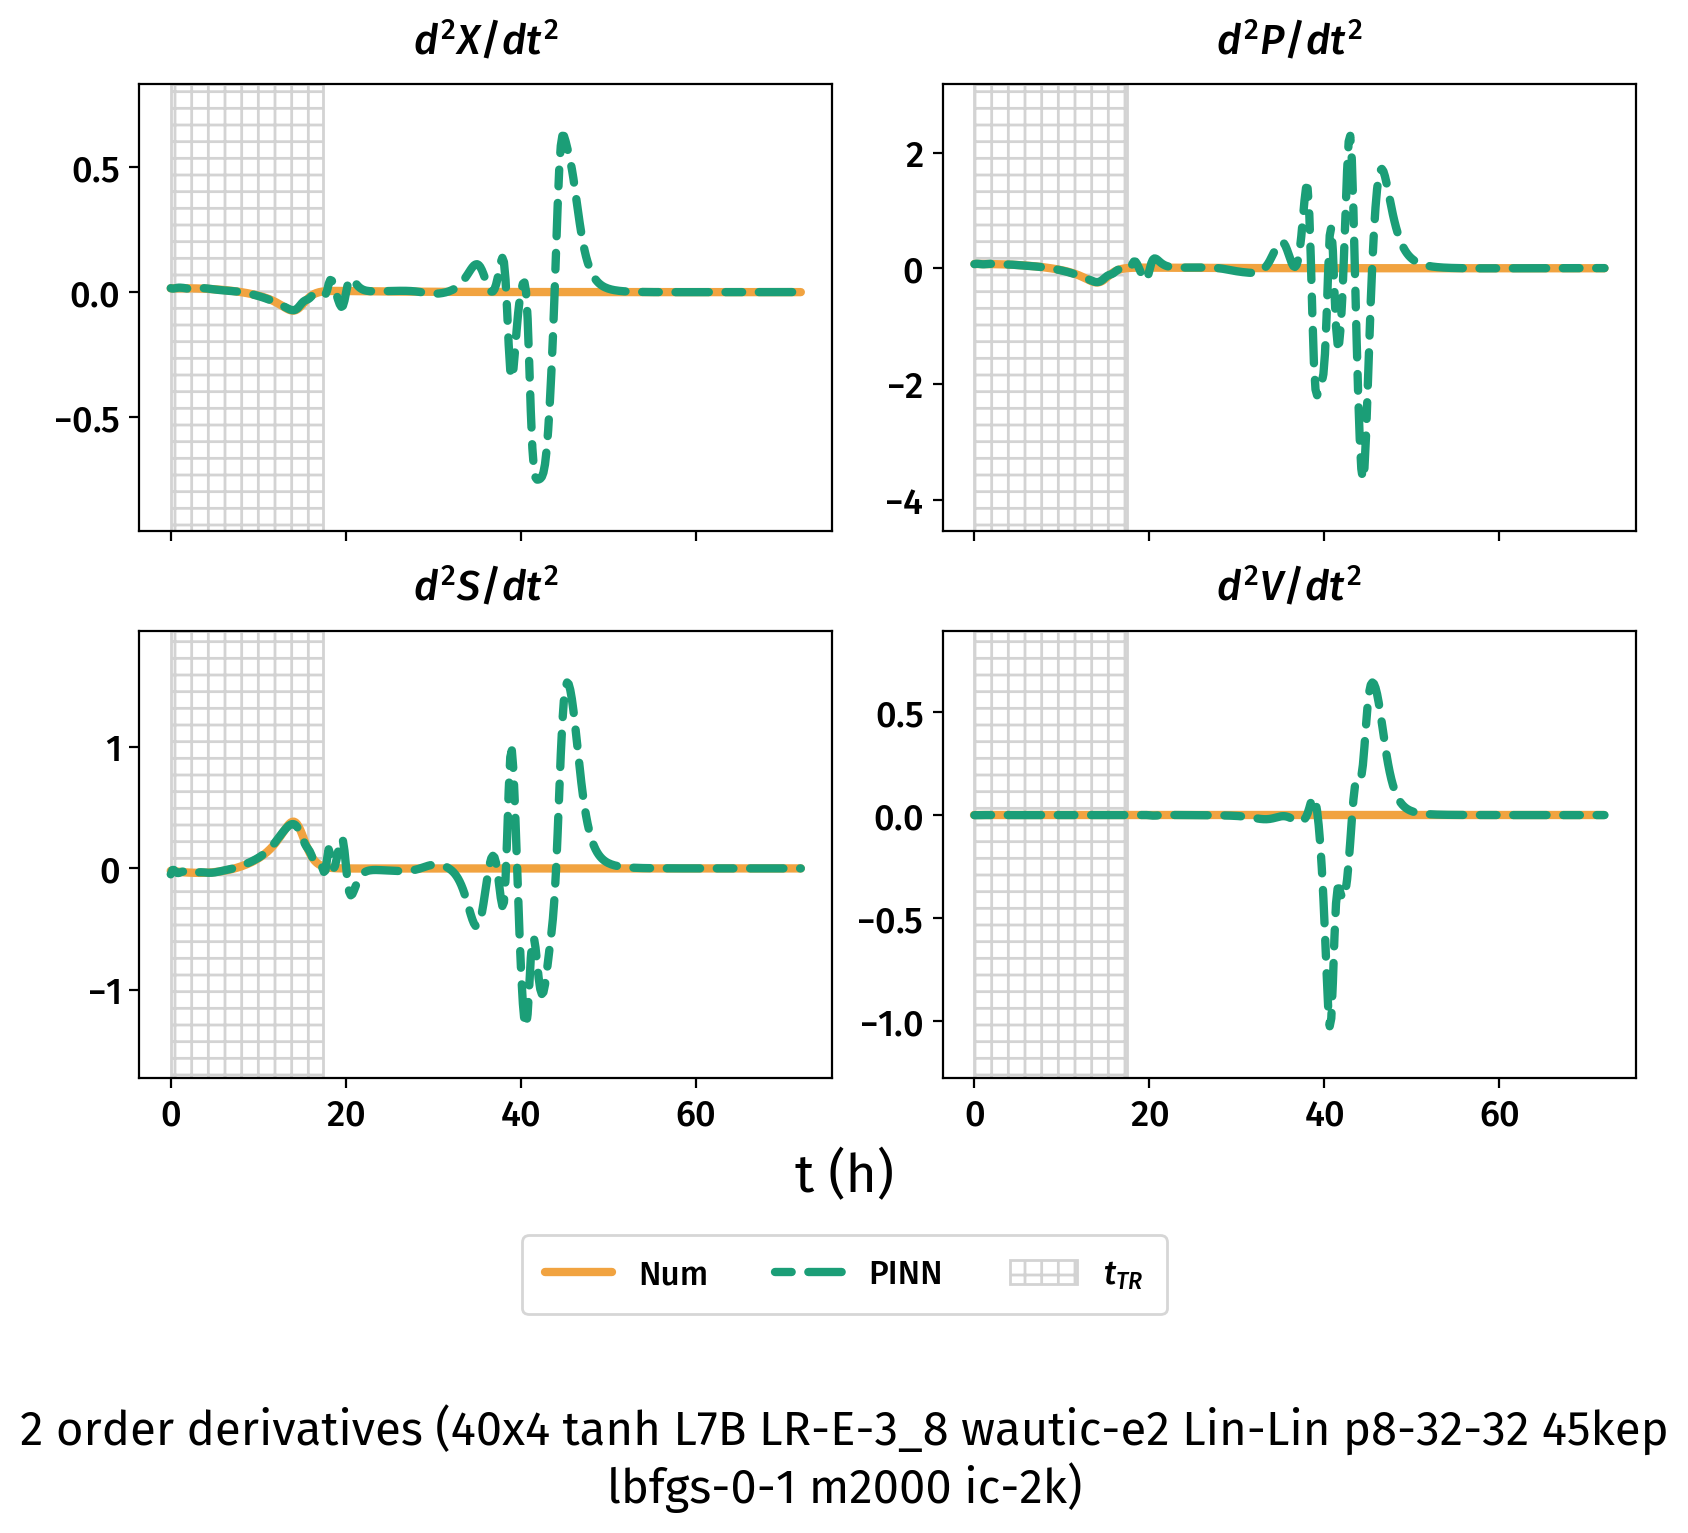 d²X/dt²
d²P/dt²
0.5
0.0
−0.5
2
0
−2
−4
d²S/dt²
d²V/dt²
1
0
−1
0.5
0.0
−0.5
−1.0
0 20 40 60
0 20 40 60
t (h)
Num PINN t_TR
2 order derivatives (40x4 tanh L7B LR-E-3_8 wautic-e2 Lin-Lin p8-32-32 45kep
lbfgs-0-1 m2000 ic-2k)